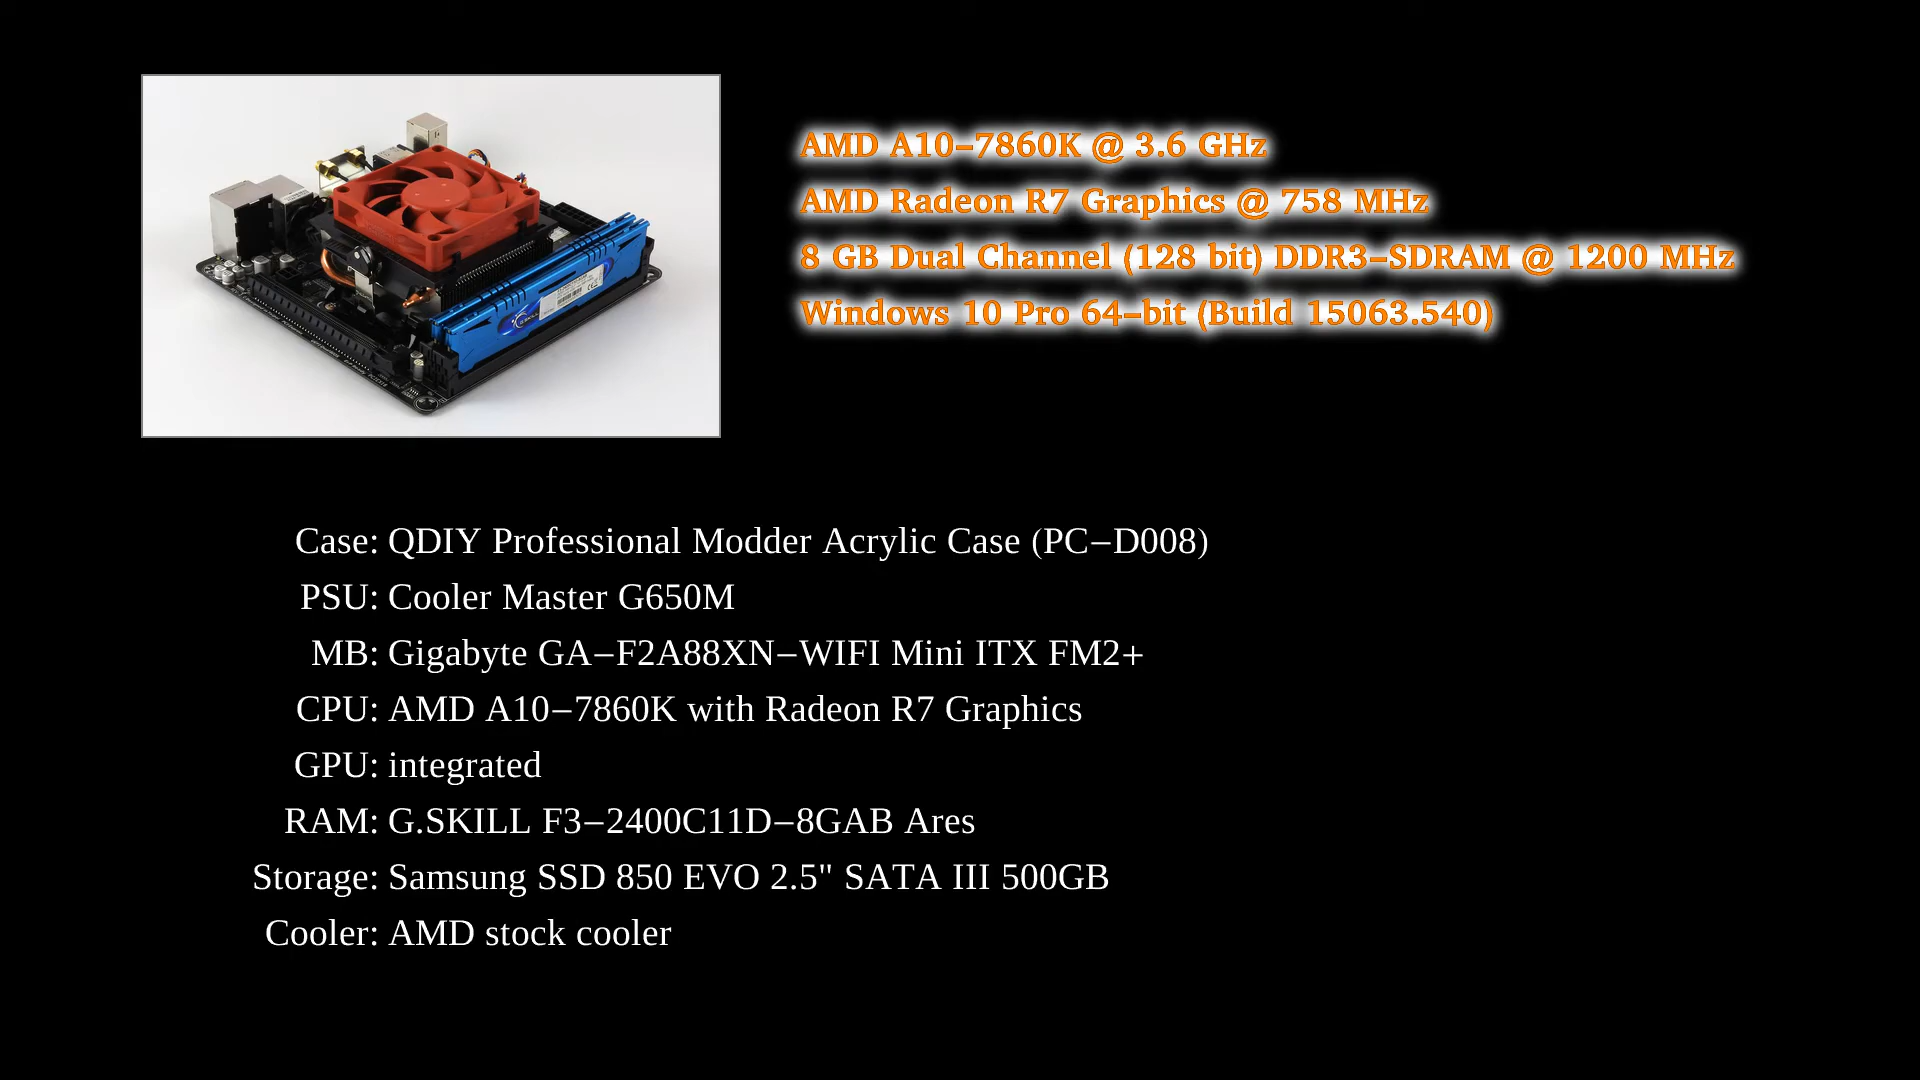 AMD A10-7860K @ 3.6 GHz
AMD Radeon R7 Graphics @ 758 MHz
8 GB Dual Channel (128 bit) DDR3-SDRAM @ 1200 MHz
Windows 10 Pro 64-bit (Build 15063.540)
Case: QDIY Professional Modder Acrylic Case (PC-D008)
PSU: Cooler Master G650M
MB: Gigabyte GA-F2A88XN-WIFI Mini ITX FM2+
CPU: AMD A10-7860K with Radeon R7 Graphics
GPU: integrated
RAM: G.SKILL F3-2400C11D-8GAB Ares
Storage: Samsung SSD 850 EVO 2.5" SATA III 500GB
Cooler: AMD stock cooler